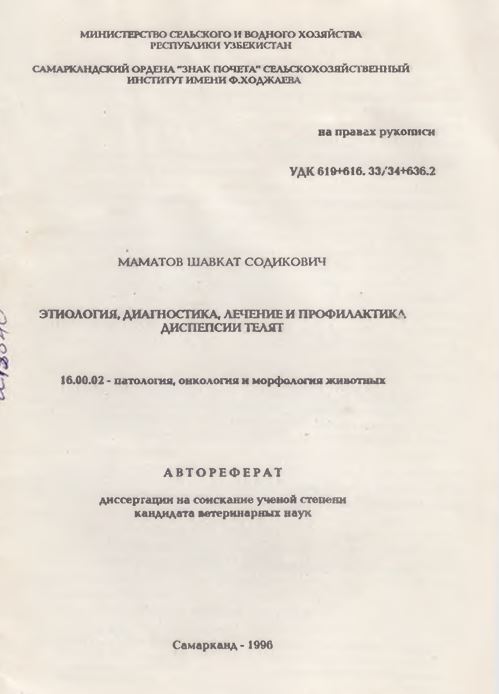 МИНИСТЕРСТВО СЕЛЬСКОГО И ВОДНОГО ХОЗЯЙСТВА
РЕСПУБЛИКИ УЗБЕКИСТАН
САМАРКАНДСКИЙ ОРДЕНА "ЗНАК ПОЧЕТА" СЕЛЬСКОХОЗЯЙСТВЕННЫЙ
ИНСТИТУТ ИМЕНИ Ф.ХОДЖАЕВА
на правах рукописи
УДК 619+616. 33/34+636.2
МАМАТОВ ШАВКАТ СОДИКОВИЧ
ЭТИОЛОГИЯ, ДИАГНОСТИКА, ЛЕЧЕНИЕ И ПРОФИЛАКТИКА
ДИСПЕПСИИ ТЕЛЯТ
16.00.02 - патология, онкология и морфология животных
АВТОРЕФЕРАТ
диссертации на соискание ученой степени
кандидата ветеринарных наук
Самарканд - 1996